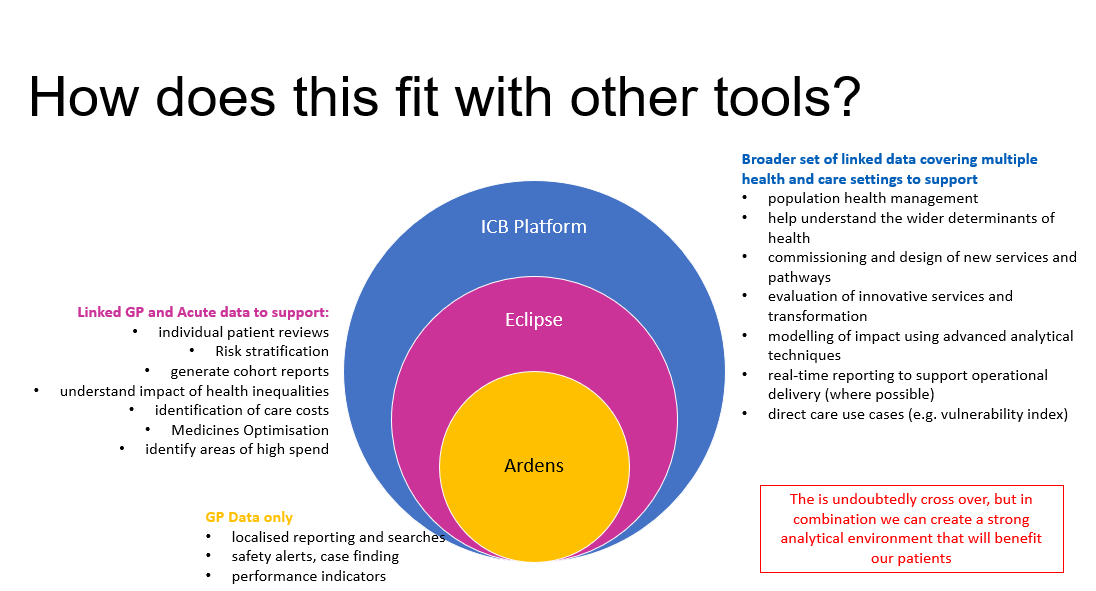 How does this fit with other tools?
Broader set of linked data covering multiple
health and care settings to support
• population health management
• help understand the wider determinants of
health
• commissioning and design of new services and
pathways
• evaluation of innovative services and
transformation
• modelling of impact using advanced analytical
techniques
• real-time reporting to support operational
delivery (where possible)
• direct care use cases (e.g. vulnerability index)
ICB Platform
Eclipse
Ardens
Linked GP and Acute data to support:
• individual patient reviews
• Risk stratification
• generate cohort reports
• understand impact of health inequalities
• identification of care costs
• Medicines Optimisation
• identify areas of high spend
GP Data only
• localised reporting and searches
• safety alerts, case finding
• performance indicators
The is undoubtedly cross over, but in
combination we can create a strong
analytical environment that will benefit
our patients